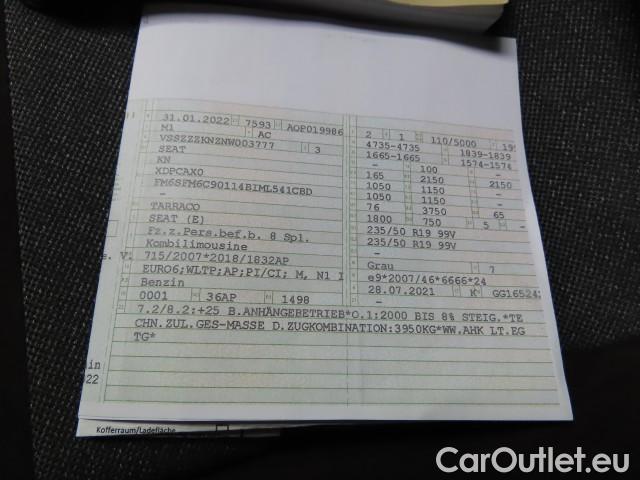 31.01.2022 7593 AOP019986 2 1 110/5000 195
M1 AC 4735-4735 1839-1839
VSSZZZKNZNW003777 3 1665-1665 1574-1574
SEAT - 100 -
KN 165 2150 2150
XDPCAX0 1050 1150 -
FM6SFM6C90114BIML541CBD 1050 1150 -
- 76 3750 65
TARRACO 1800 750 5 -
SEAT (E) 235/50 R19 99V
Fz.z.Pers.bef.b. 8 Spl. 235/50 R19 99V
Kombilimousine -
715/2007*2018/1832AP Grau 7
EURO6;WLTP;AP;PI/CI; M, N1 I e9*2007/46*6666*24
Benzin 28.07.2021 K GG16524
0001 36AP 1498 -
7.2/8.2:+25 B.ANHÄNGEBETRIEB*O.1:2000 BIS 8% STEIG.*TE
CHN.ZUL.GES-MASSE D.ZUGKOMBINATION:3950KG*WW.AHK LT.EG
TG*
Kofferraum/Ladefläche
CarOutlet.eu